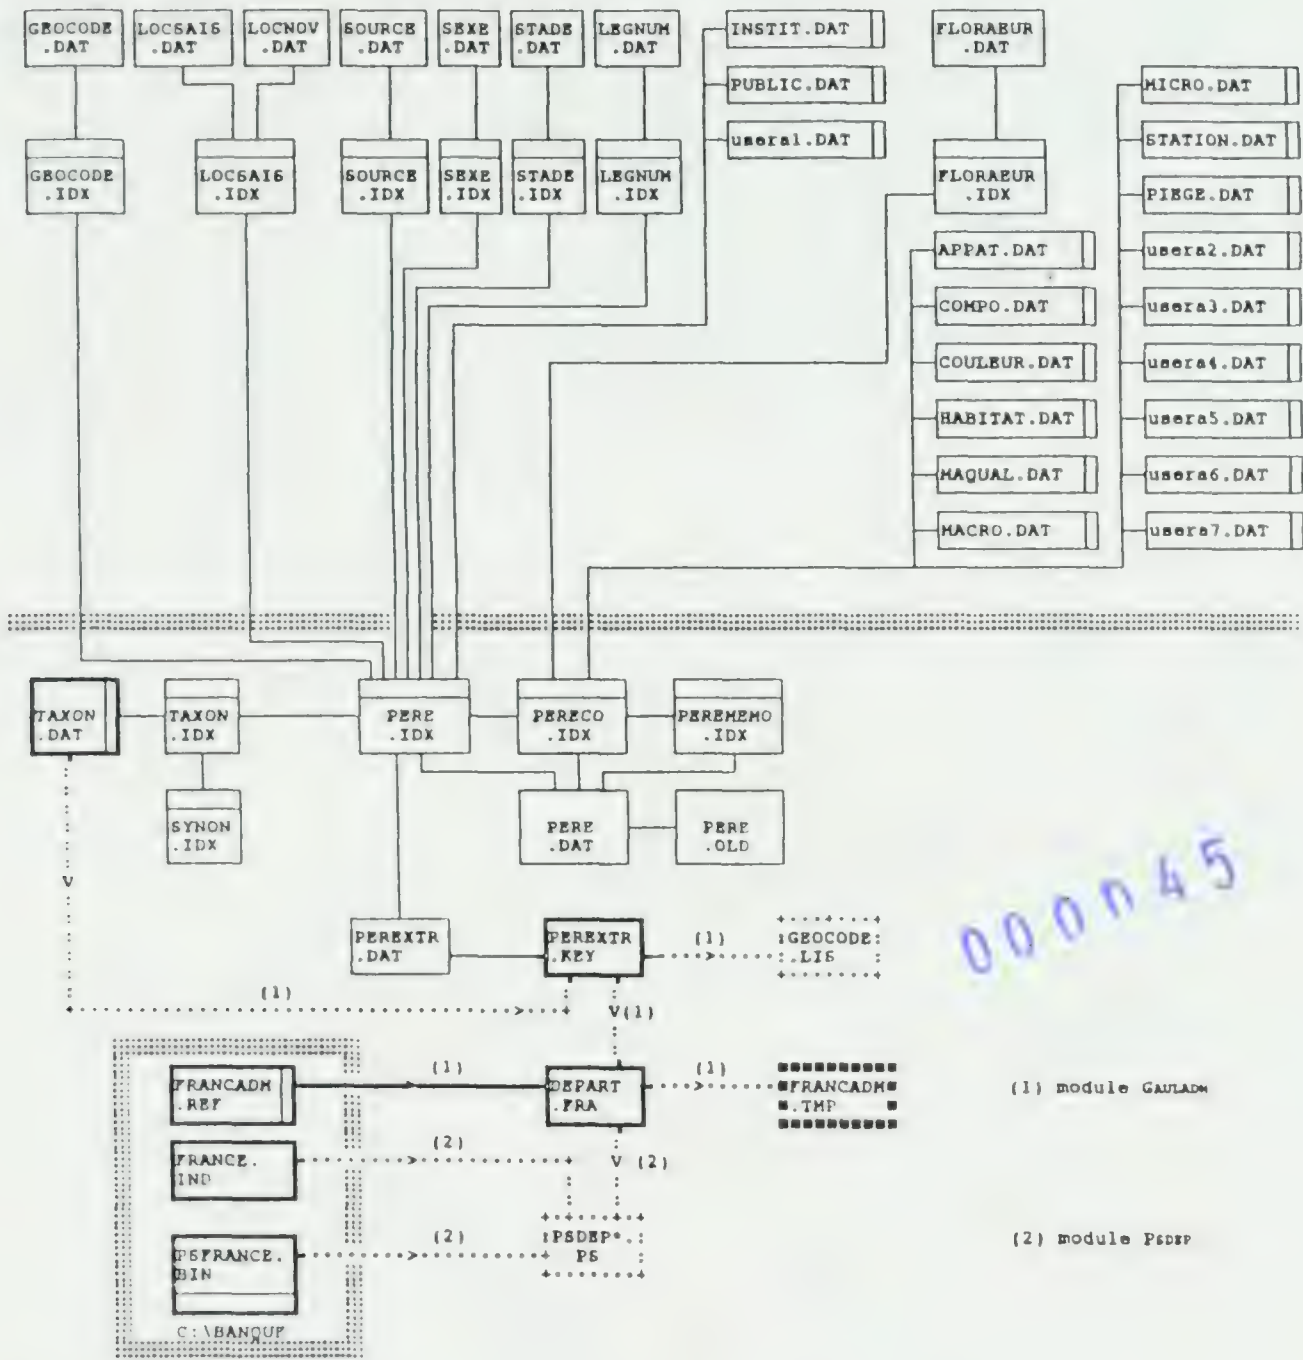 GEOCODE
.DAT
LOCSAIS
.DAT
LOCNOV
.DAT
SOURCE
.DAT
SEXE
.DAT
STADE
.DAT
LEGNUM
.DAT
INSTIT.DAT
FLORAEUR
.DAT
PUBLIC.DAT
MICRO.DAT
usera1.DAT
STATION.DAT
GEOCODE
.IDX
LOCSAIS
.IDX
SOURCE
.IDX
SEXE
.IDX
STADE
.IDX
LEGNUM
.IDX
FLORAEUR
.IDX
PIEGE.DAT
APPAT.DAT
usera2.DAT
COMPO.DAT
usera3.DAT
COULEUR.DAT
usera4.DAT
HABITAT.DAT
usera5.DAT
MAQUAL.DAT
usera6.DAT
MACRO.DAT
usera7.DAT
TAXON
.DAT
TAXON
.IDX
PERE
.IDX
PERECO
.IDX
PEREMEMO
.IDX
SYNON
.IDX
PERE
.DAT
PERE
.OLD
V
000045
PEREXTR
.DAT
PEREXTR
.KEY
(1)
GEOCODE
.LIS
(1)
V(1)
FRANCADM
.REF
(1)
DEPART
.FRA
(1)
FRANCADM
.TMP
(1) module GAULADM
FRANCE.
IND
(2)
V (2)
PSFRANCE.
BIN
(2)
PSDEP*.
PS
(2) module PSDEP
C:\BANQUE